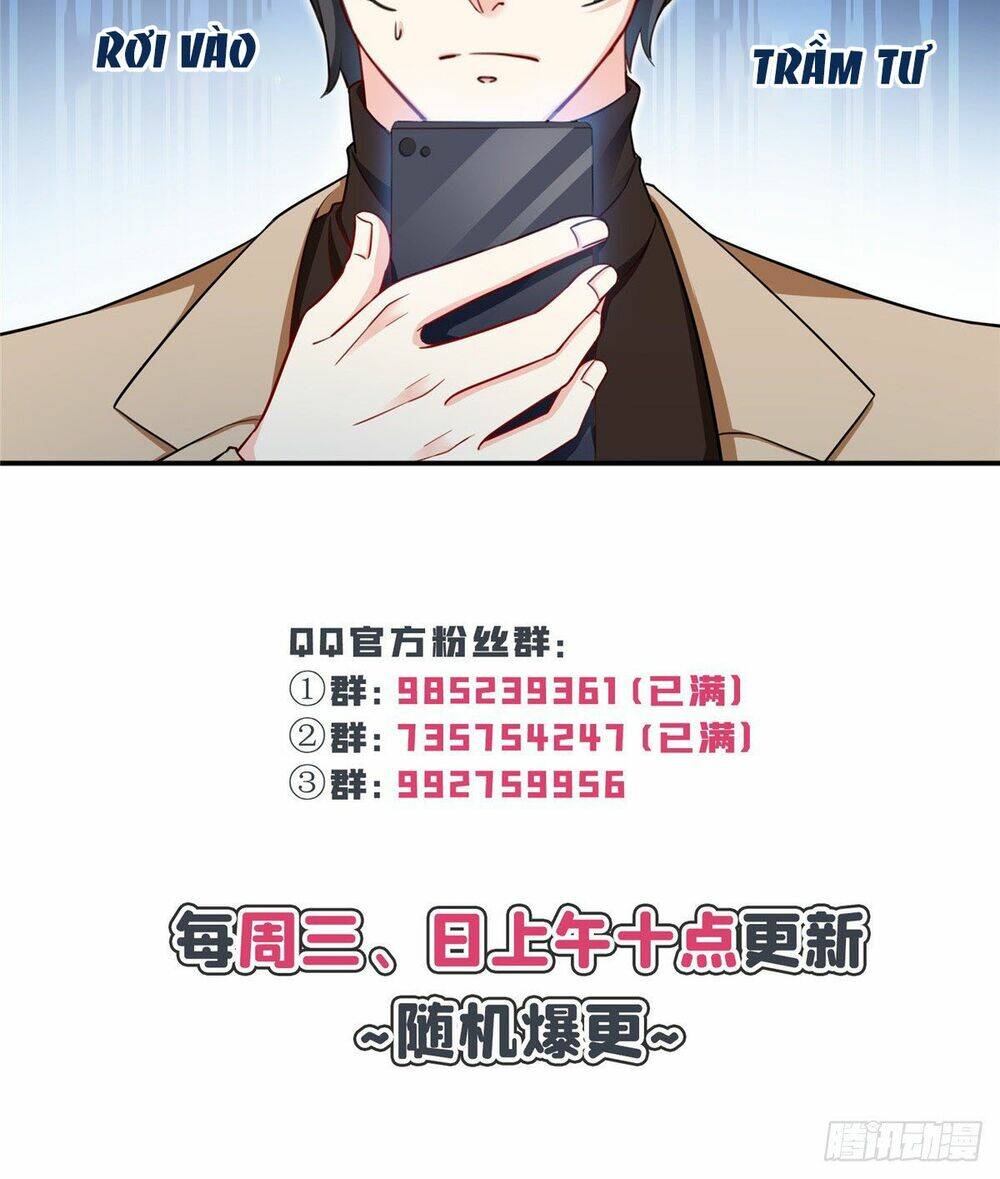 RƠI VÀO
TRẦM TƯ
QQ官方粉丝群:
①群: 985239361(已满)
②群: 735754247(已满)
③群: 992759956
每周三、日上午十点更新
~随机爆更~
腾讯动漫